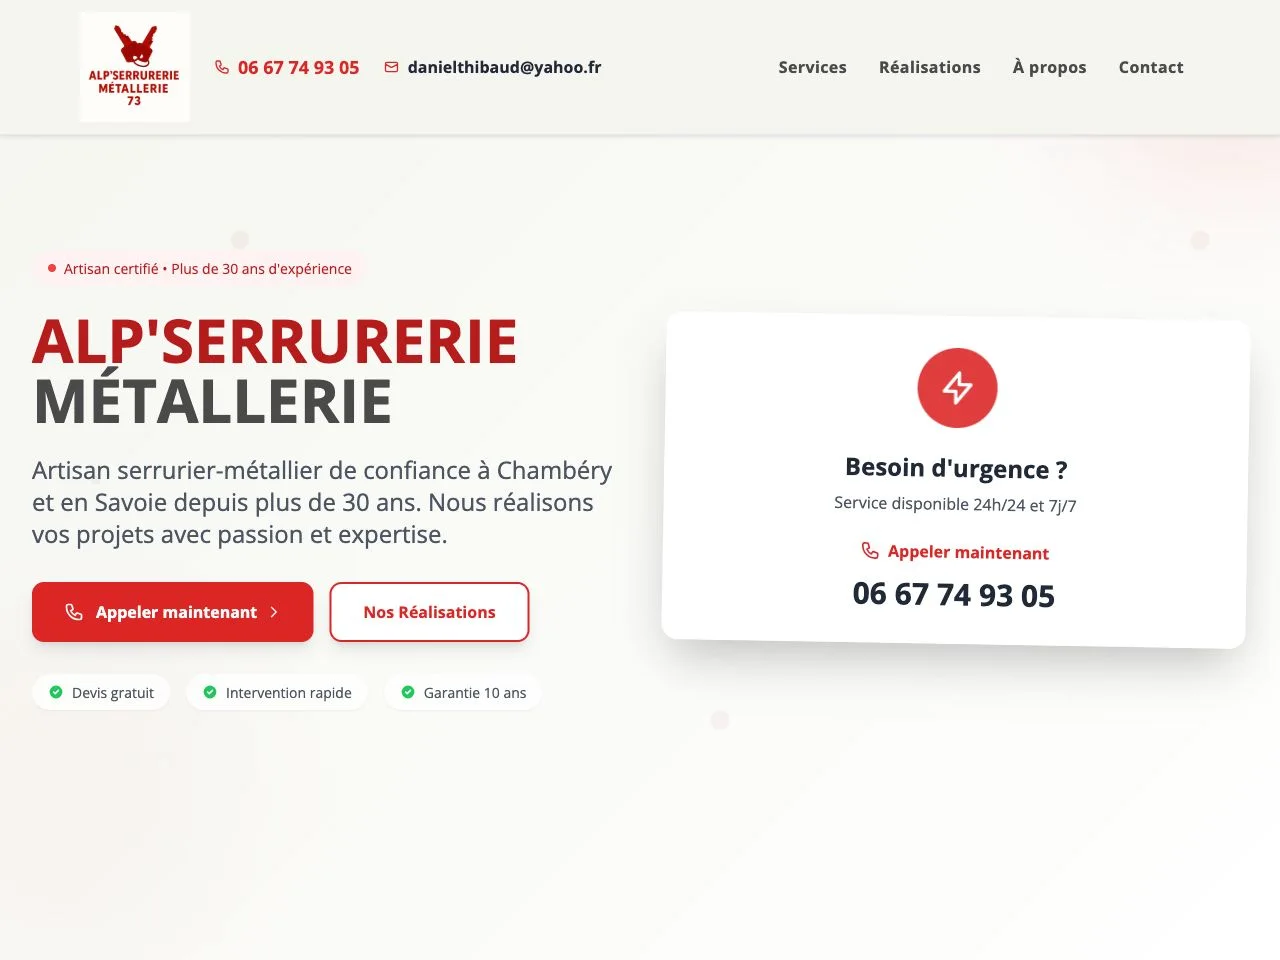 ALP'SERRURERIE
MÉTALLERIE
73
06 67 74 93 05
danielthibaud@yahoo.fr
Services
Réalisations
À propos
Contact
Artisan certifié • Plus de 30 ans d'expérience
ALP'SERRURERIE
MÉTALLERIE
Artisan serrurier-métallier de confiance à Chambéry
et en Savoie depuis plus de 30 ans. Nous réalisons
vos projets avec passion et expertise.
Appeler maintenant
Nos Réalisations
Devis gratuit
Intervention rapide
Garantie 10 ans
Besoin d'urgence ?
Service disponible 24h/24 et 7j/7
Appeler maintenant
06 67 74 93 05